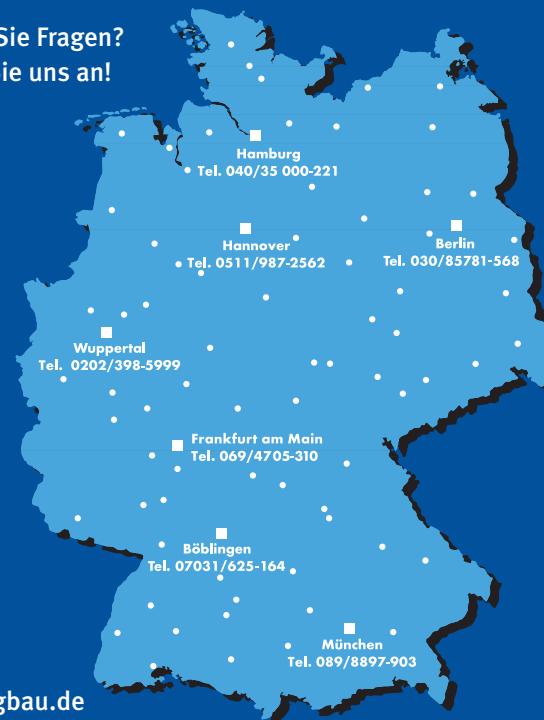 Sie Fragen?
ie uns an!
Hamburg
Tel. 040/35 000-221
Hannover
Tel. 0511/987-2562
Berlin
Tel. 030/85781-568
Wuppertal
Tel. 0202/398-5999
Frankfurt am Main
Tel. 069/4705-310
Böblingen
Tel. 07031/625-164
München
Tel. 089/8897-903
gbau.de